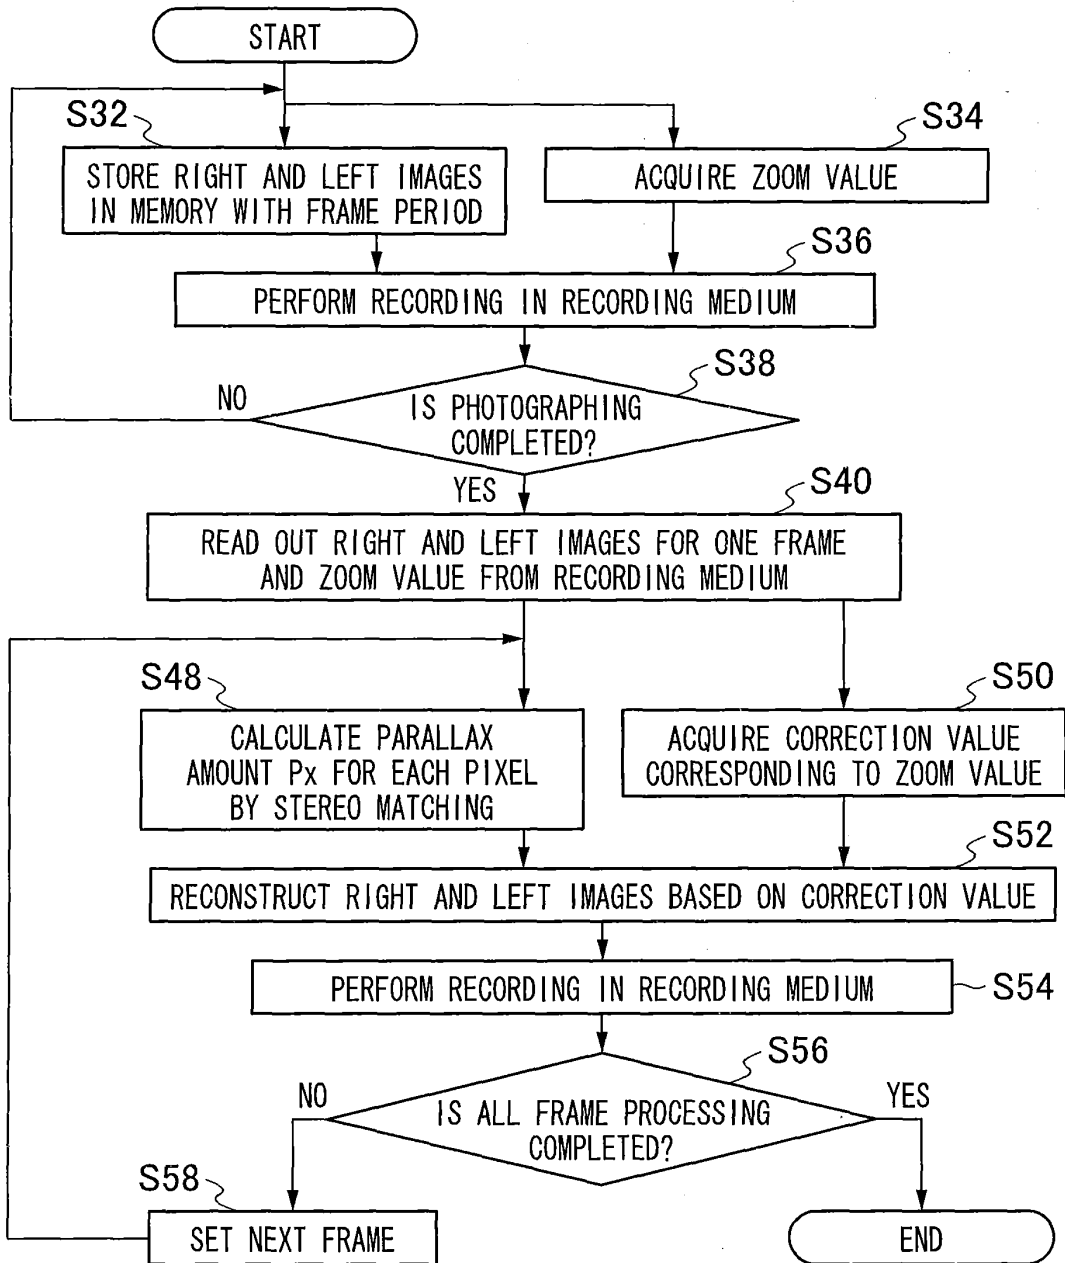 START
S32
S34
STORE RIGHT AND LEFT IMAGES
IN MEMORY WITH FRAME PERIOD
ACQUIRE ZOOM VALUE
S36
PERFORM RECORDING IN RECORDING MEDIUM
S38
NO
IS PHOTOGRAPHING
COMPLETED?
YES
S40
READ OUT RIGHT AND LEFT IMAGES FOR ONE FRAME
AND ZOOM VALUE FROM RECORDING MEDIUM
S48
S50
CALCULATE PARALLAX
AMOUNT Px FOR EACH PIXEL
BY STEREO MATCHING
ACQUIRE CORRECTION VALUE
CORRESPONDING TO ZOOM VALUE
S52
RECONSTRUCT RIGHT AND LEFT IMAGES BASED ON CORRECTION VALUE
PERFORM RECORDING IN RECORDING MEDIUM
S54
S56
NO
YES
IS ALL FRAME PROCESSING
COMPLETED?
S58
SET NEXT FRAME
END